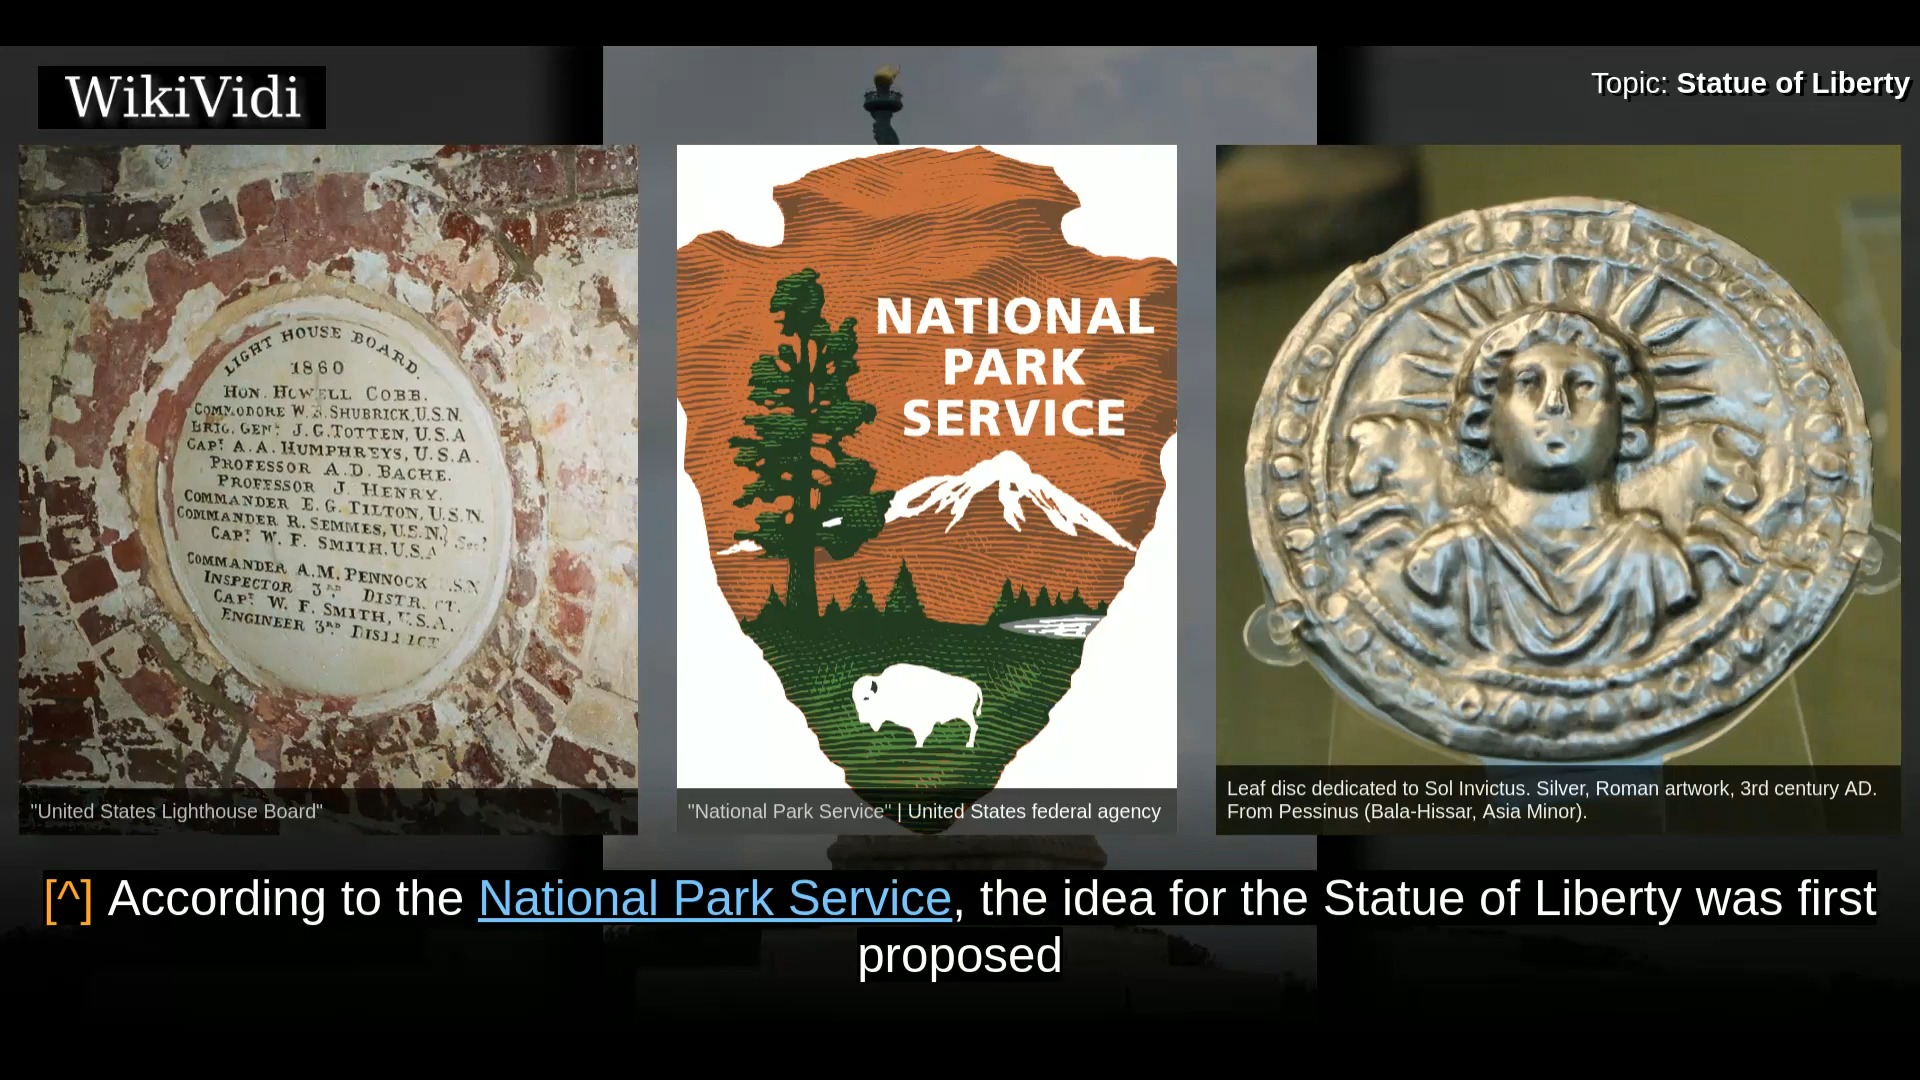 WikiVidi
Topic: Statue of Liberty
LIGHT HOUSE BOARD.
1860
HON. HOWELL COBB.
COMMODORE W. B. SHUBRICK, U.S.N.
BRIG. GENL. J. G. TOTTEN, U.S.A
CAPT. A. A. HUMPHREYS, U.S.A.
PROFESSOR A. D. BACHE.
PROFESSOR J. HENRY.
COMMANDER E. G. TILTON, U.S.N.
COMMANDER R. SEMMES, U.S.N.
CAPT. W. F. SMITH. U.S.A
COMMANDER A. M. PENNOCK .S.N
INSPECTOR 3RD DISTRICT.
CAPT. W. F. SMITH, U.S.A.
ENGINEER 3RD DISTRICT
NATIONAL
PARK
SERVICE
"United States Lighthouse Board"
"National Park Service" | United States federal agency
Leaf disc dedicated to Sol Invictus. Silver, Roman artwork, 3rd century AD.
From Pessinus (Bala-Hissar, Asia Minor).
[^] According to the National Park Service, the idea for the Statue of Liberty was first
proposed